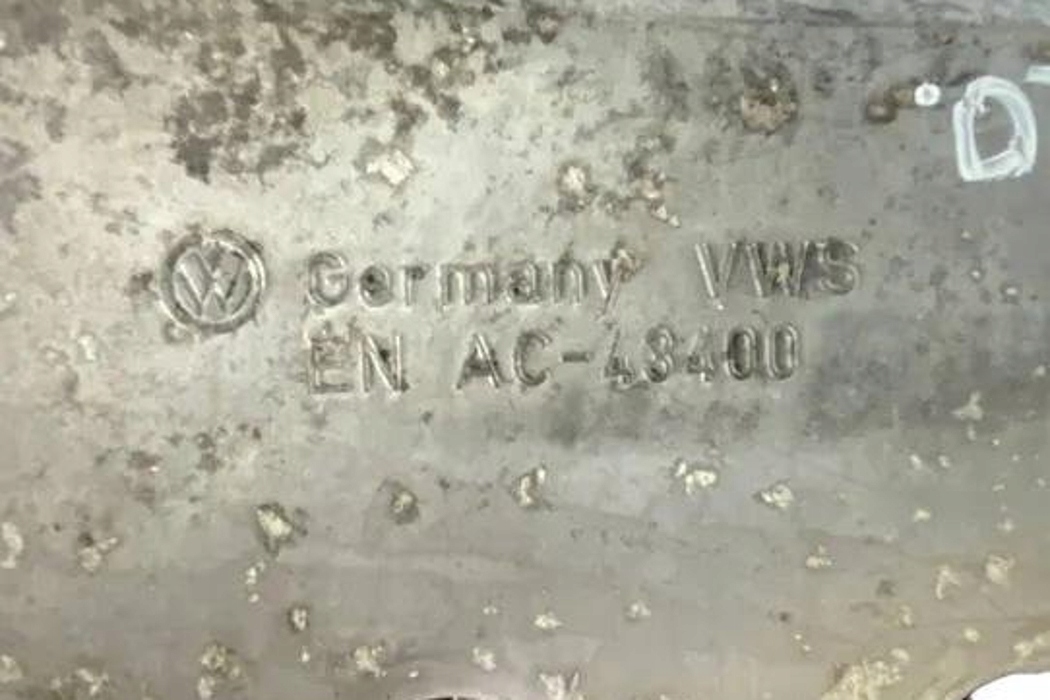 Germany VWS
EN AC-43400
D